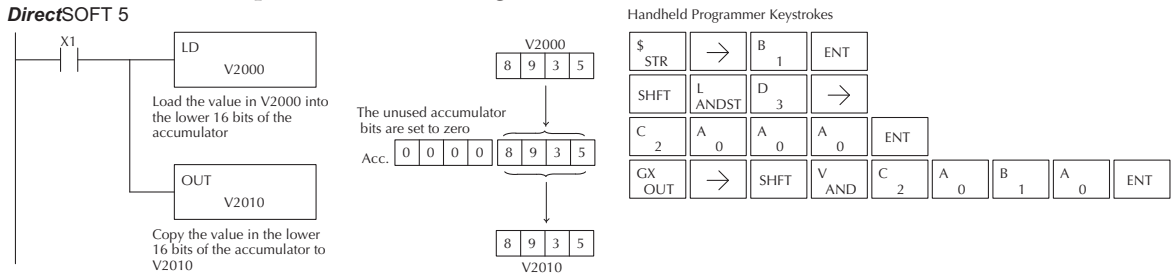 DirectSOFT 5
X1
LD
V2000
Load the value in V2000 into
the lower 16 bits of the
accumulator
OUT
V2010
Copy the value in the lower
16 bits of the accumulator to
V2010
V2000
8 9 3 5
The unused accumulator
bits are set to zero
Acc. 0 0 0 0 8 9 3 5
8 9 3 5
V2010
Handheld Programmer Keystrokes
$ STR → B 1 ENT
SHFT L ANDST D 3 →
C 2 A 0 A 0 A 0 ENT
GX OUT → SHFT V AND C 2 A 0 B 1 A 0 ENT